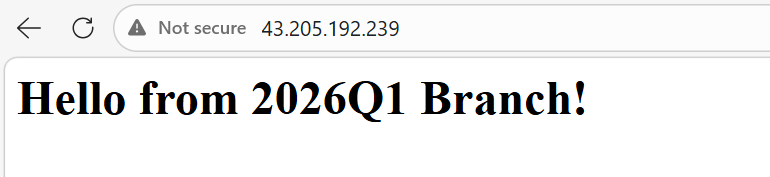 Not secure 43.205.192.239
Hello from 2026Q1 Branch!